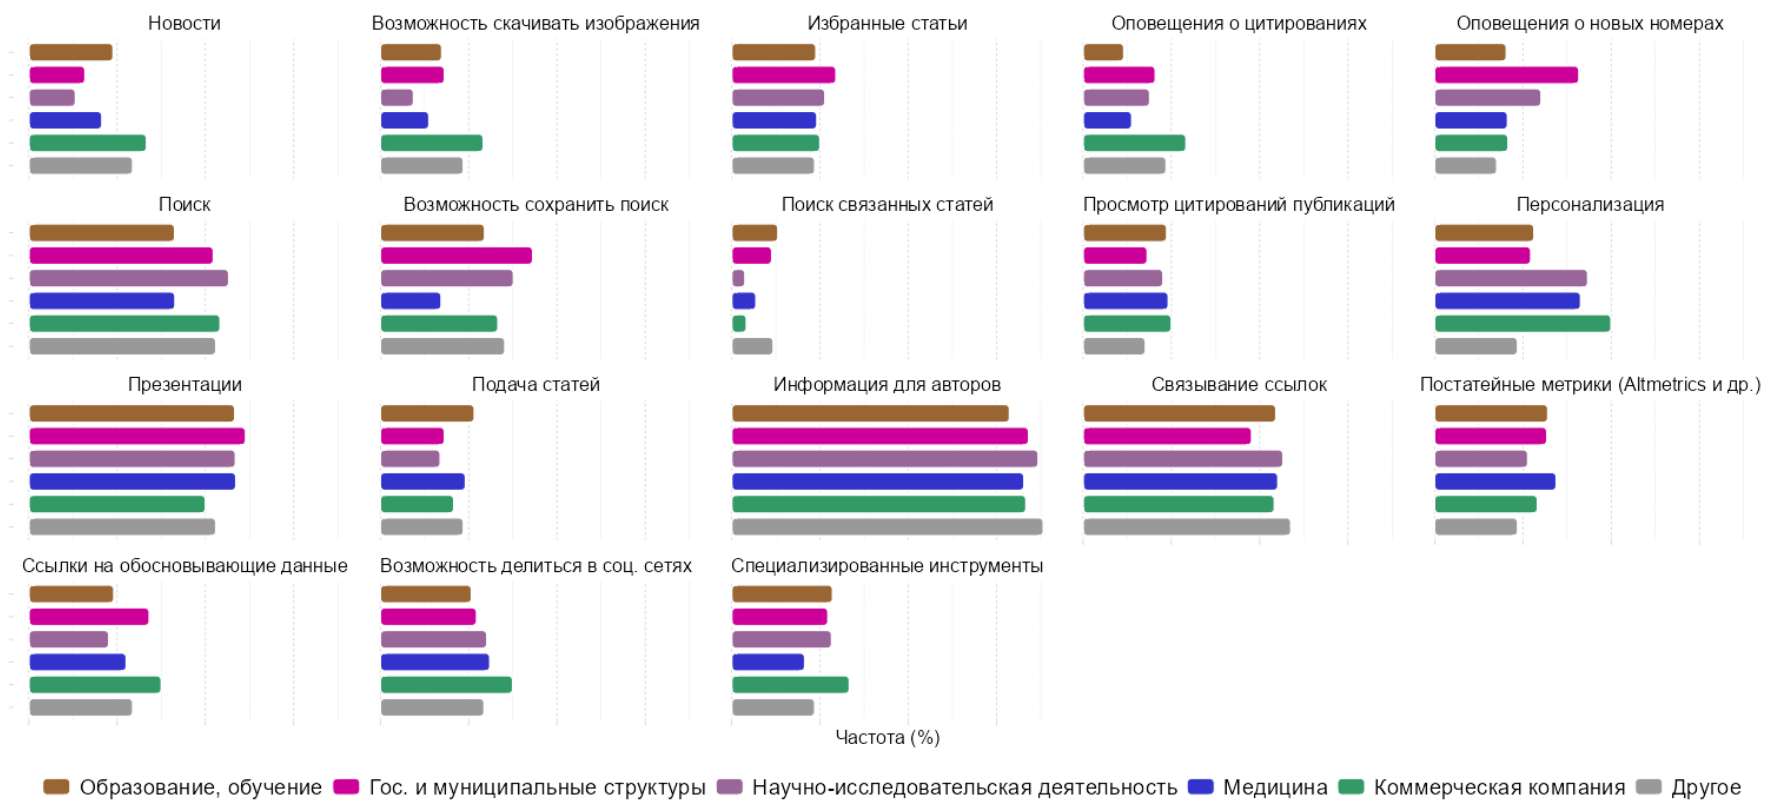 Новости
Возможность скачивать изображения
Избранные статьи
Оповещения о цитированиях
Оповещения о новых номерах
Поиск
Возможность сохранить поиск
Поиск связанных статей
Просмотр цитирований публикаций
Персонализация
Презентации
Подача статей
Информация для авторов
Связывание ссылок
Постатейные метрики (Altmetrics и др.)
Ссылки на обосновывающие данные
Возможность делиться в соц. сетях
Специализированные инструменты
Частота (%)
Образование, обучение
Гос. и муниципальные структуры
Научно-исследовательская деятельность
Медицина
Коммерческая компания
Другое